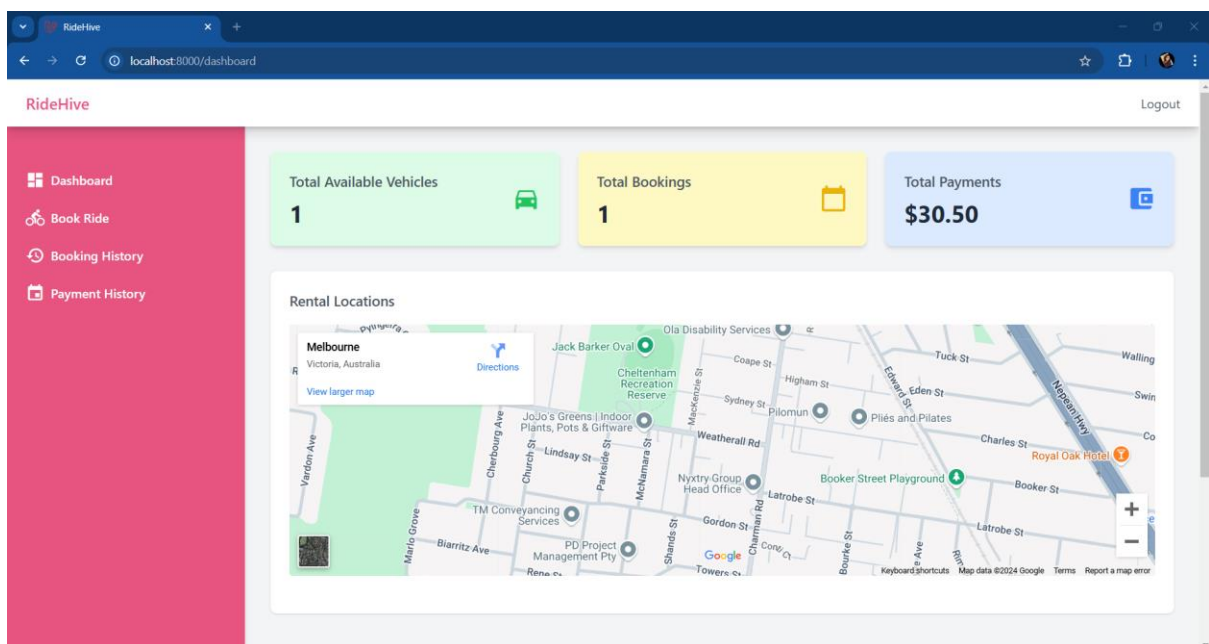 RideHive
localhost:8000/dashboard
RideHive
Logout
Dashboard
Book Ride
Booking History
Payment History
Total Available Vehicles
1
Total Bookings
1
Total Payments
$30.50
Rental Locations
Melbourne
Victoria, Australia
Directions
View larger map
Ola Disability Services
Jack Barker Oval
Cheltenham
Recreation
Reserve
Coape St
Tuck St
Walling
MacKenzie St
Higham St
Edward St
Eden St
Nepean Hwy
Swin
Sydney St
Pilomun
Pliés and Pilates
JoJo's Greens | Indoor
Plants, Pots & Giftware
Weatherall Rd
Charles St
Co
Royal Oak Hotel
Vardon Ave
Cherbourg Ave
Church St
Lindsay St
Parkside St
McNamara St
Nyxtry Group
Head Office
Booker Street Playground
Booker St
Latrobe St
TM Conveyancing
Services
Gordon St
Charman Rd
Latrobe St
Marlo Grove
Biarritz Ave
PD Project
Management Pty
Shands St
Google
Bourke St
Towers St
Keyboard shortcuts
Map data ©2024 Google
Terms
Report a map error